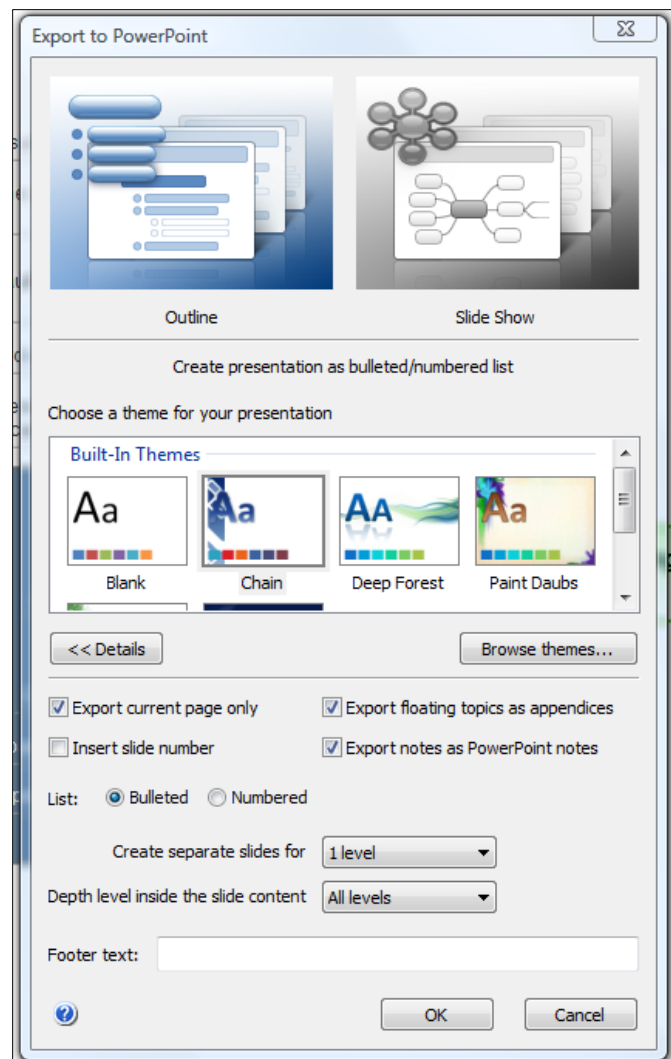 Export to PowerPoint
Outline Slide Show
Create presentation as bulleted/numbered list
Choose a theme for your presentation
Built-In Themes
Aa Aa AA Aa
Blank Chain Deep Forest Paint Daubs
<< Details Browse themes...
Export current page only Export floating topics as appendices
Insert slide number Export notes as PowerPoint notes
List: Bulleted Numbered
Create separate slides for 1 level
Depth level inside the slide content All levels
Footer text:
OK Cancel